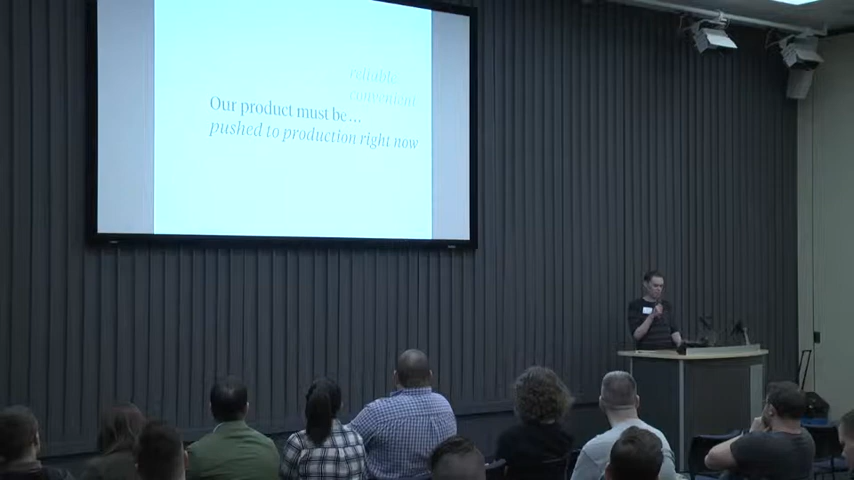 reliable
convenient
Our product must be...
pushed to production right now